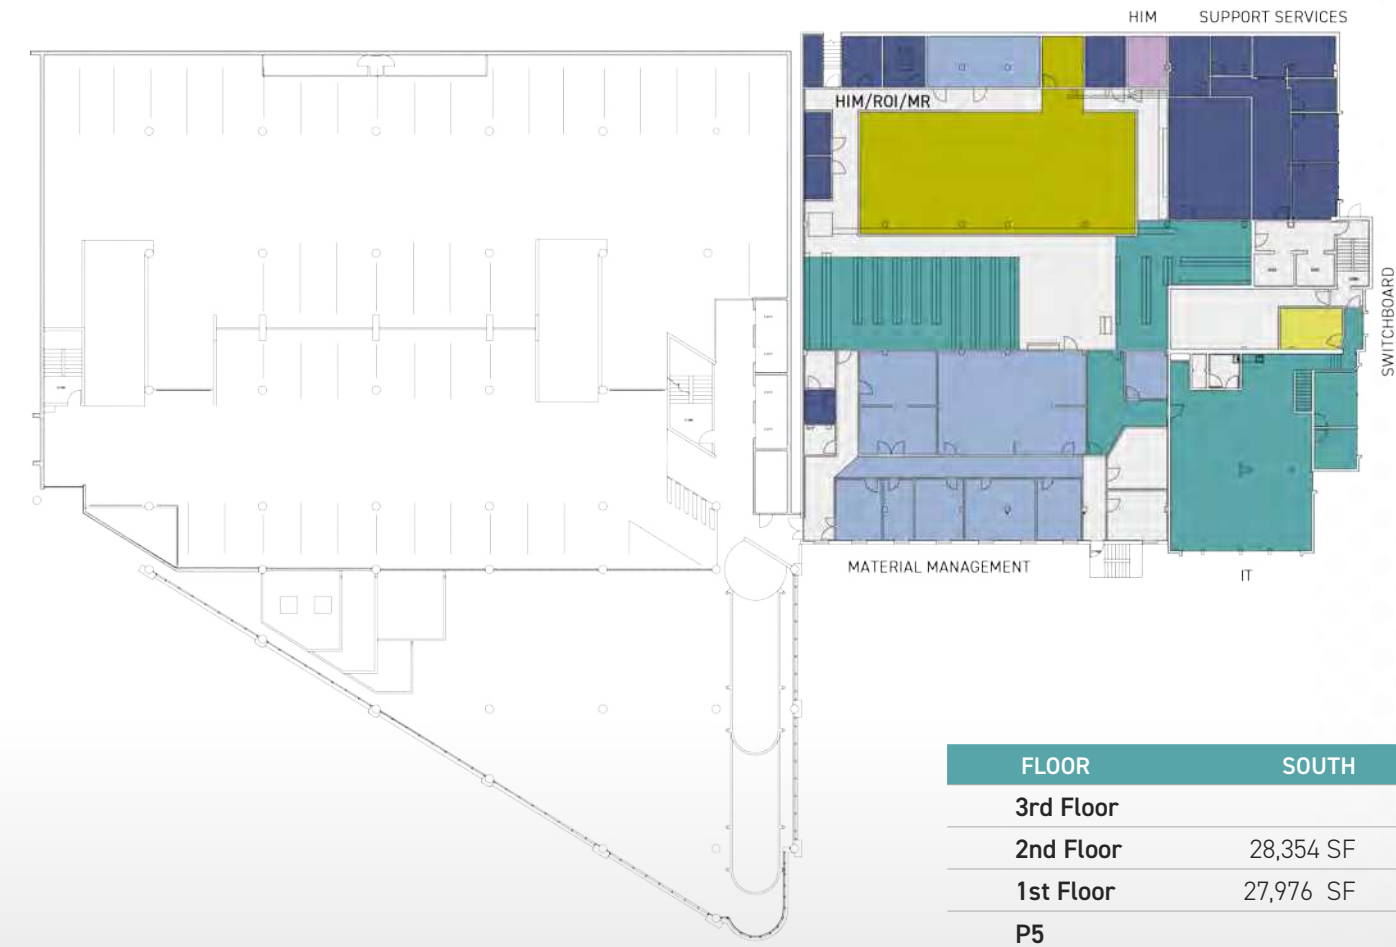 HIM SUPPORT SERVICES
HIM/ROI/MR
SWITCHBOARD
MATERIAL MANAGEMENT
IT
FLOOR SOUTH
3rd Floor
2nd Floor 28,354 SF
1st Floor 27,976 SF
P5